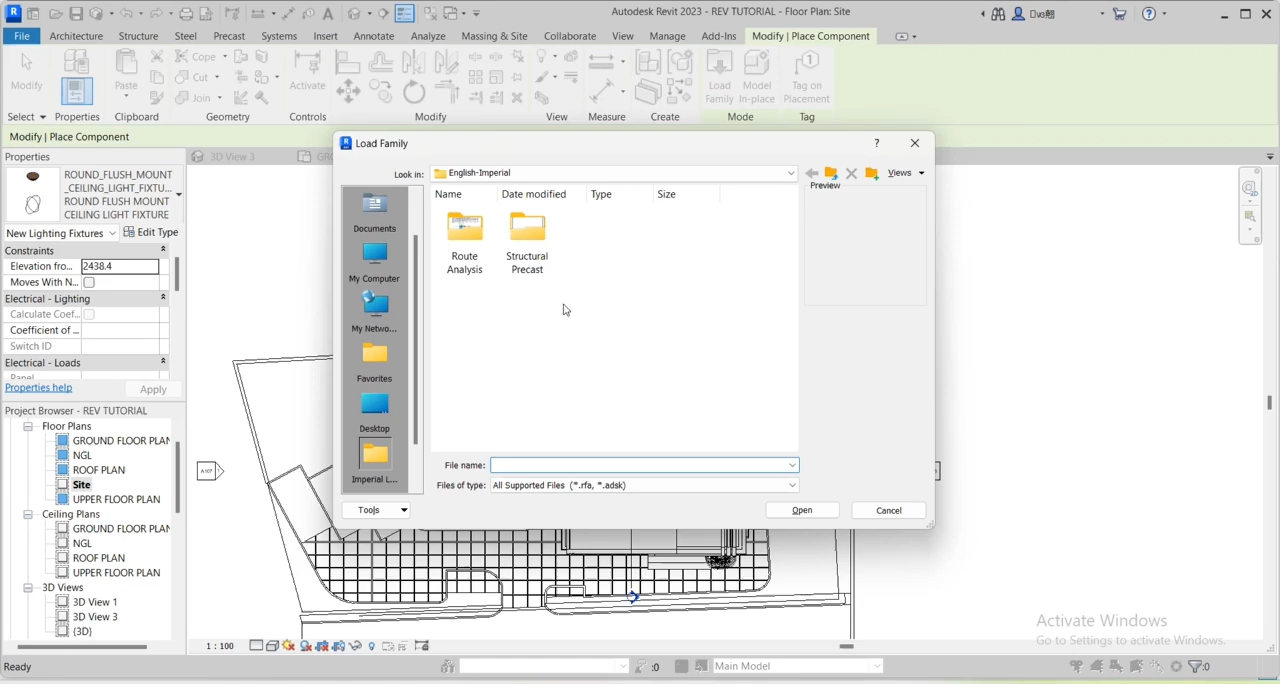 Autodesk Revit 2023 - REV TUTORIAL - Floor Plan: Site
File Architecture Structure Steel Precast Systems Insert Annotate Analyze Massing & Site Collaborate View Manage Add-Ins Modify | Place Component
Modify
Cope
Cut
Join
Paste
Activate
Load Family
Model In-place
Tag on Placement
Select Properties Clipboard Geometry Controls Modify View Measure Create Mode Tag
Modify | Place Component
Properties
3D View 3
ROUND_FLUSH_MOUNT
_CEILING_LIGHT_FIXTU...
ROUND FLUSH MOUNT
CEILING LIGHT FIXTURE
New Lighting Fixtures Edit Type
Constraints
Elevation fro... 2438.4
Moves With N...
Electrical - Lighting
Calculate Coef...
Coefficient of ...
Switch ID
Electrical - Loads
Panel
Properties help Apply
Project Browser - REV TUTORIAL
Floor Plans
GROUND FLOOR PLAN
NGL
ROOF PLAN
Site
UPPER FLOOR PLAN
Ceiling Plans
GROUND FLOOR PLAN
NGL
ROOF PLAN
UPPER FLOOR PLAN
3D Views
3D View 1
3D View 3
{3D}
Load Family ?
Look in: English-Imperial Views
Preview
Name Date modified Type Size
Documents
My Computer
My Netwo...
Favorites
Desktop
Imperial L...
Route Analysis
Structural Precast
File name:
Files of type: All Supported Files (*.rfa, *.adsk)
Tools Open Cancel
1 : 100
Activate Windows
Go to Settings to activate Windows.
Ready :0 Main Model :0